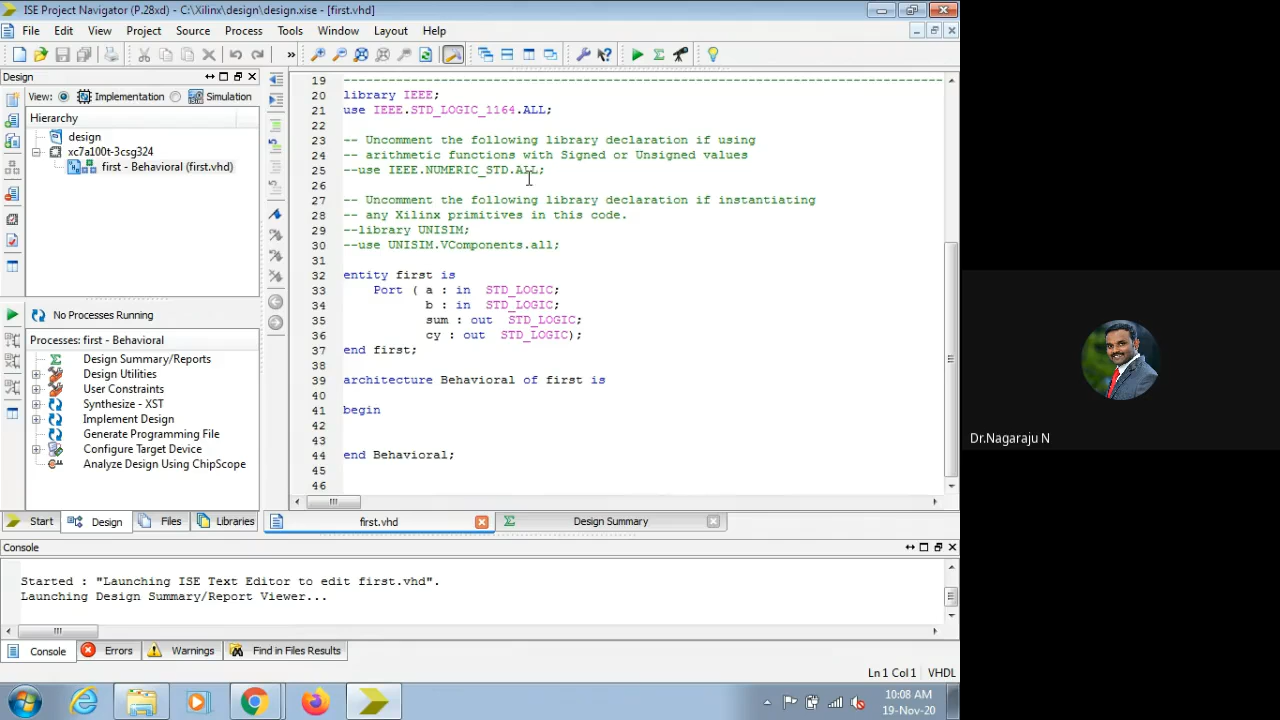 ISE Project Navigator (P.28xd) - C:\Xilinx\design\design.xise - [first.vhd]
File Edit View Project Source Process Tools Window Layout Help
Design
View: Implementation Simulation
Hierarchy
design
xc7a100t-3csg324
first - Behavioral (first.vhd)
No Processes Running
Processes: first - Behavioral
Design Summary/Reports
Design Utilities
User Constraints
Synthesize - XST
Implement Design
Generate Programming File
Configure Target Device
Analyze Design Using ChipScope
Start Design Files Libraries
19 --------------------------------------------------------------------------------
20 library IEEE;
21 use IEEE.STD_LOGIC_1164.ALL;
22
23 -- Uncomment the following library declaration if using
24 -- arithmetic functions with Signed or Unsigned values
25 --use IEEE.NUMERIC_STD.ALL;
26
27 -- Uncomment the following library declaration if instantiating
28 -- any Xilinx primitives in this code.
29 --library UNISIM;
30 --use UNISIM.VComponents.all;
31
32 entity first is
33 Port ( a : in STD_LOGIC;
34 b : in STD_LOGIC;
35 sum : out STD_LOGIC;
36 cy : out STD_LOGIC);
37 end first;
38
39 architecture Behavioral of first is
40
41 begin
42
43
44 end Behavioral;
45
46
first.vhd Design Summary
Console
Started : "Launching ISE Text Editor to edit first.vhd".
Launching Design Summary/Report Viewer...
Console Errors Warnings Find in Files Results
Ln 1 Col 1 VHDL
10:08 AM
19-Nov-20
Dr.Nagaraju N